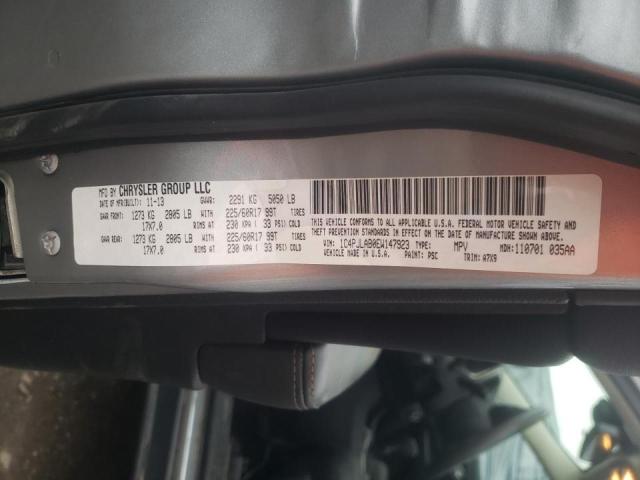 MFD BY CHRYSLER GROUP LLC
DATE OF MFR(BUILT): 11-13 GVWR: 2291 KG 5050 LB
GAWR FRONT: 1273 KG 2805 LB WITH 225/60R17 99T TIRES
17X7.0 RIMS AT 230 KPA ( 33 PSI) COLD
GAWR REAR: 1273 KG 2805 LB WITH 225/60R17 99T TIRES
17X7.0 RIMS AT 230 KPA ( 33 PSI) COLD
THIS VEHICLE CONFORMS TO ALL APPLICABLE U.S.A. FEDERAL MOTOR VEHICLE SAFETY, BUMPER AND
THEFT PREVENTION STANDARDS IN EFFECT ON THE DATE OF MANUFACTURE SHOWN ABOVE.
VIN: 1C4PJLAB0EW147923 TYPE: MPV MDH: 110701 035AA
VEHICLE MADE IN U.S.A. PAINT: PSC TRIM: A7X9